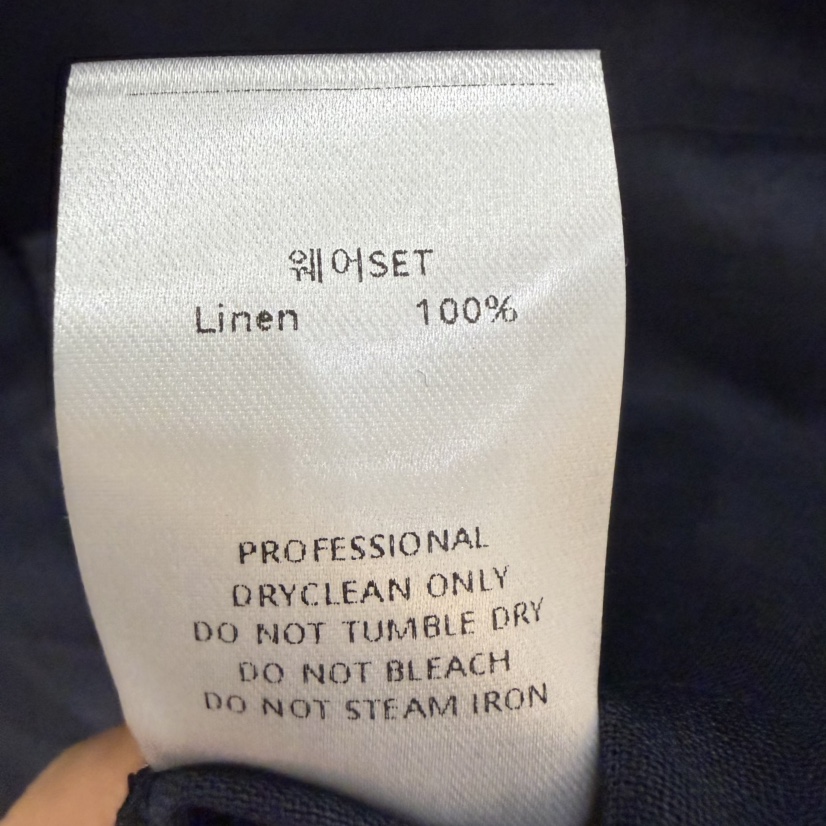 웨어SET
Linen 100%
PROFESSIONAL
DRYCLEAN ONLY
DO NOT TUMBLE DRY
DO NOT BLEACH
DO NOT STEAM IRON